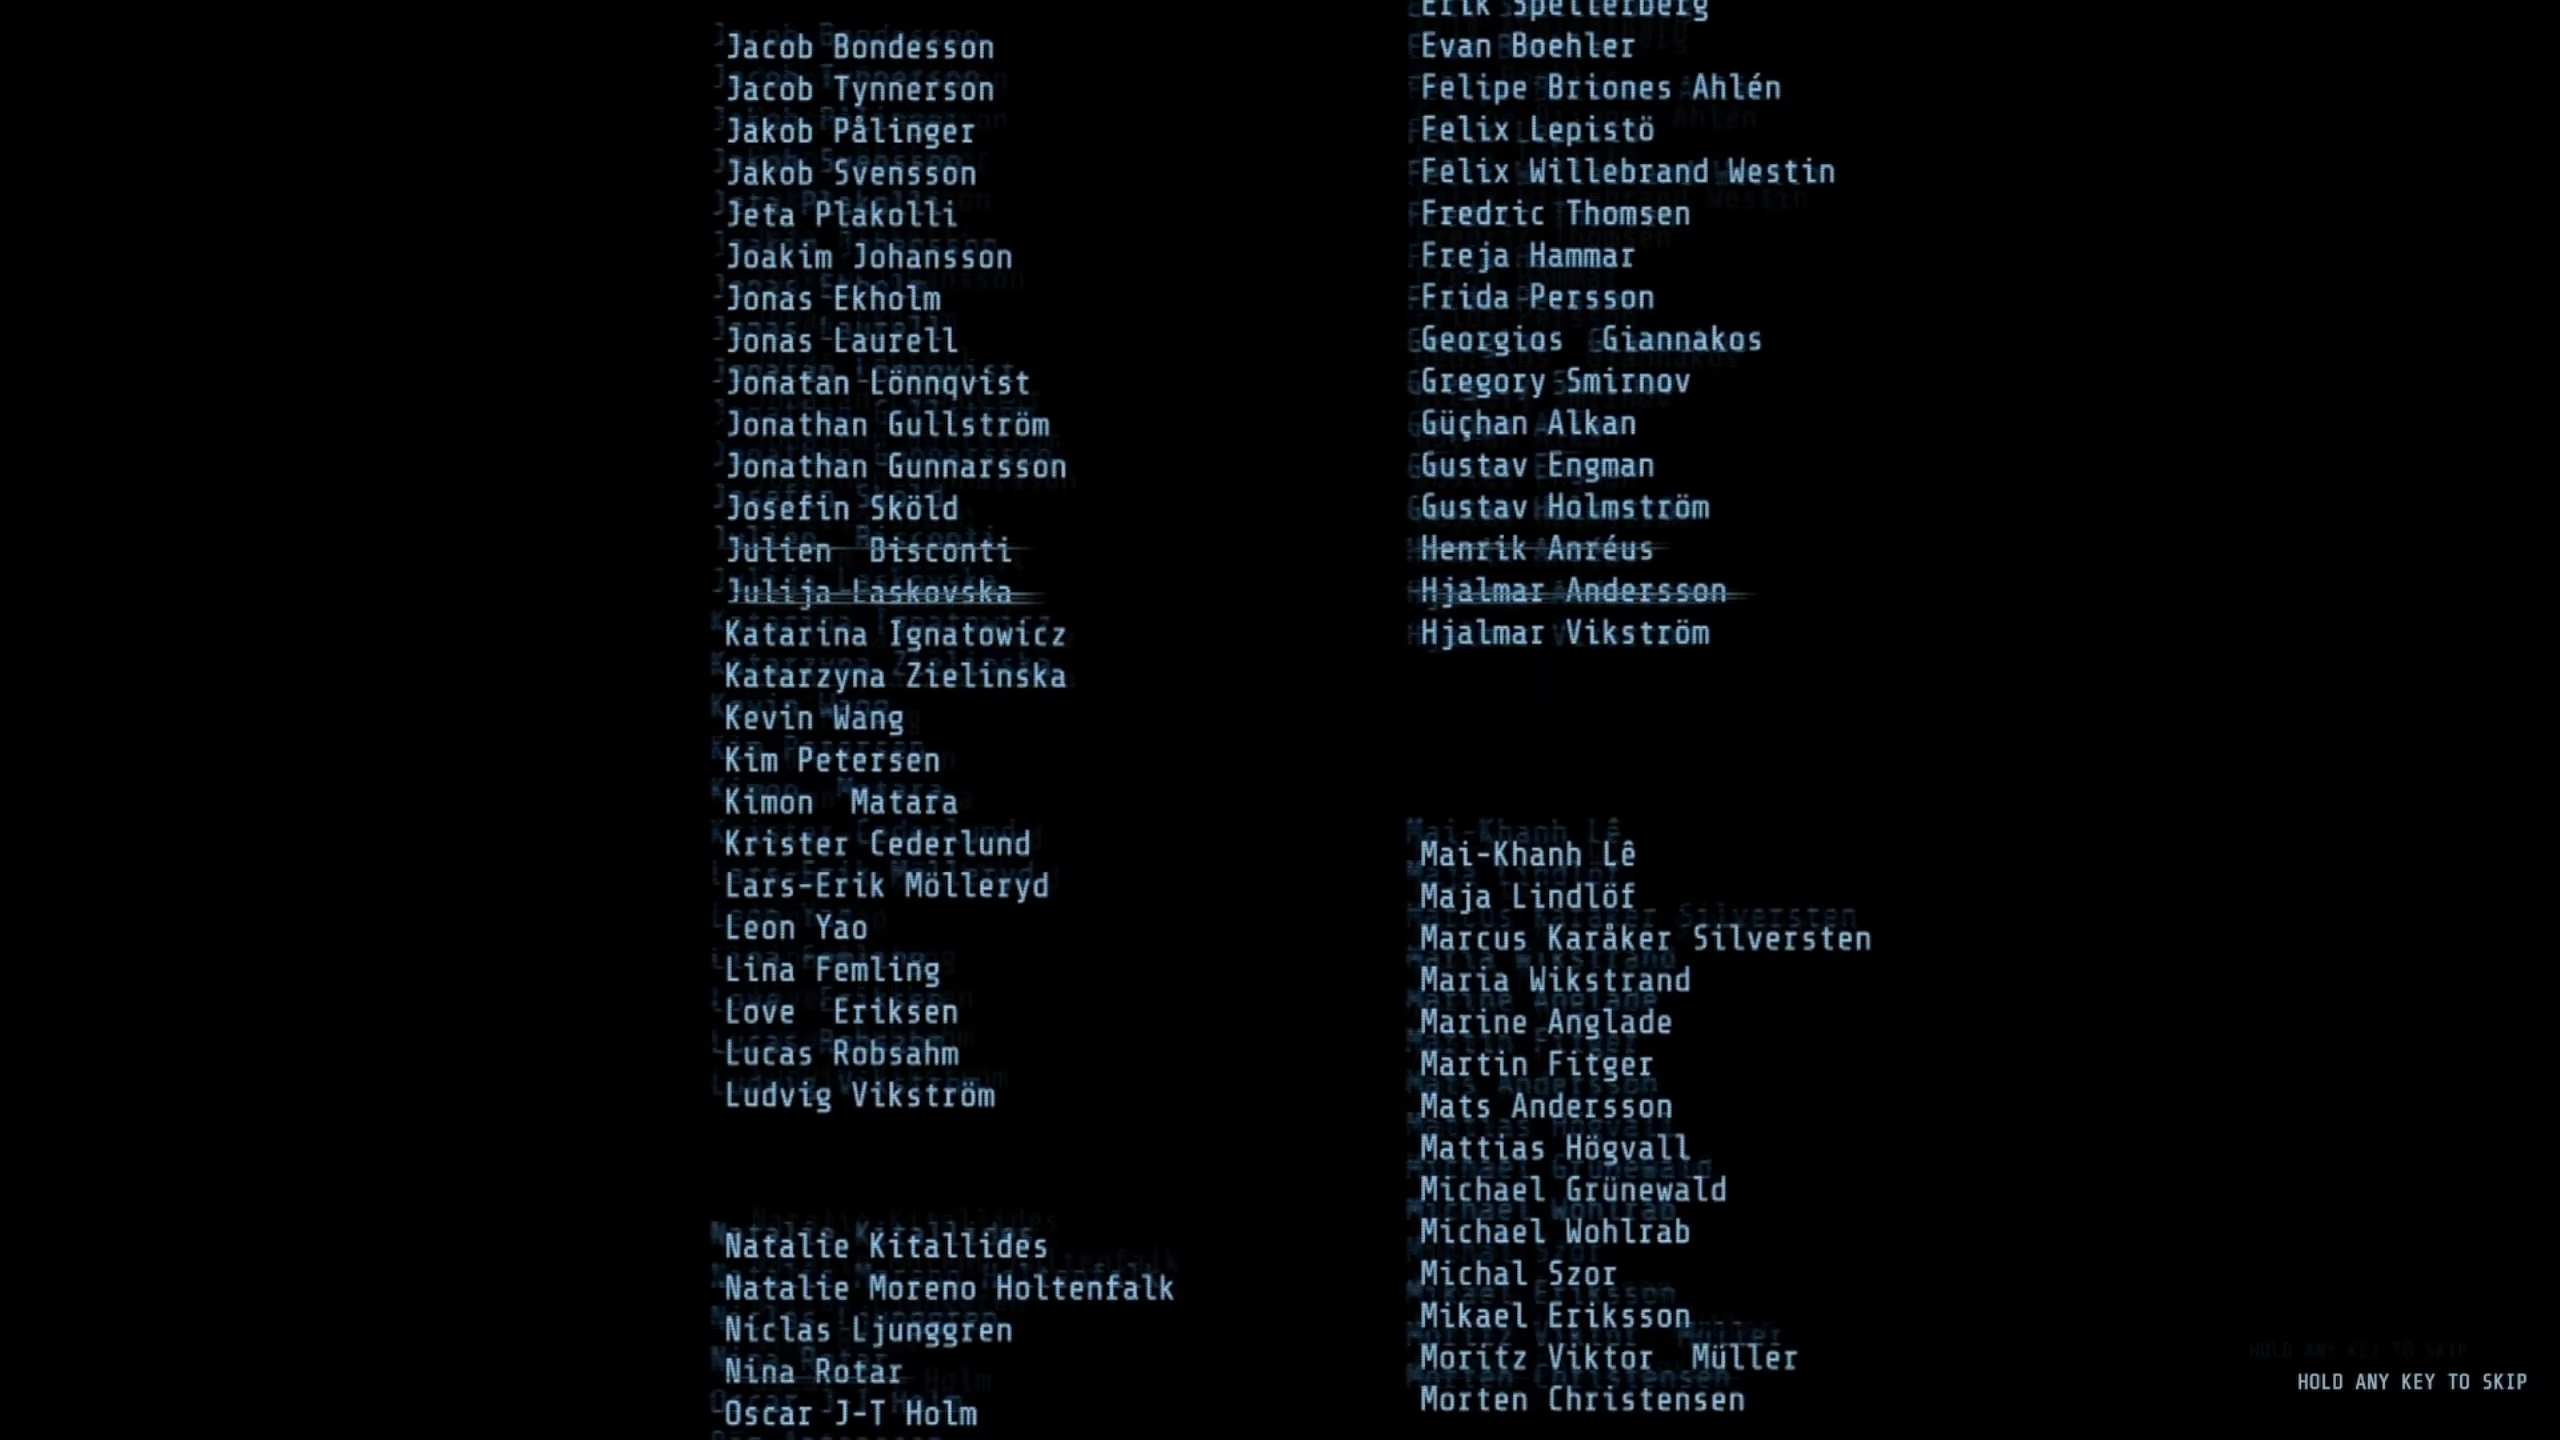 Jacob Bondesson
Jacob Tynnerson
Jakob Pålinger
Jakob Svensson
Jeta Plakolli
Joakim Johansson
Jonas Ekholm
Jonas Laurell
Jonatan Lönnqvist
Jonathan Gullström
Jonathan Gunnarsson
Josefin Sköld
Julien Bisconti
Julija Laskovska
Katarina Ignatowicz
Katarzyna Zielinska
Kevin Wang
Kim Petersen
Kimon Matara
Krister Cederlund
Lars-Erik Mölleryd
Leon Yao
Lina Femling
Love Eriksen
Lucas Robsahm
Ludvig Vikström
Natalie Kitallides
Natalie Moreno Holtenfalk
Niclas Ljunggren
Nina Rotar
Oscar J-T Holm
Erik Spetterberg
Evan Boehler
Felipe Briones Ahlén
Felix Lepistö
Felix Willebrand Westin
Fredric Thomsen
Freja Hammar
Frida Persson
Georgios Giannakos
Gregory Smirnov
Güçhan Alkan
Gustav Engman
Gustav Holmström
Henrik Anréus
Hjalmar Andersson
Hjalmar Vikström
Mai-Khanh Lê
Maja Lindlöf
Marcus Karåker Silversten
Maria Wikstrand
Marine Anglade
Martin Fitger
Mats Andersson
Mattias Högvall
Michael Grünewald
Michael Wohlrab
Michal Szor
Mikael Eriksson
Moritz Viktor Müller
Morten Christensen
HOLD ANY KEY TO SKIP